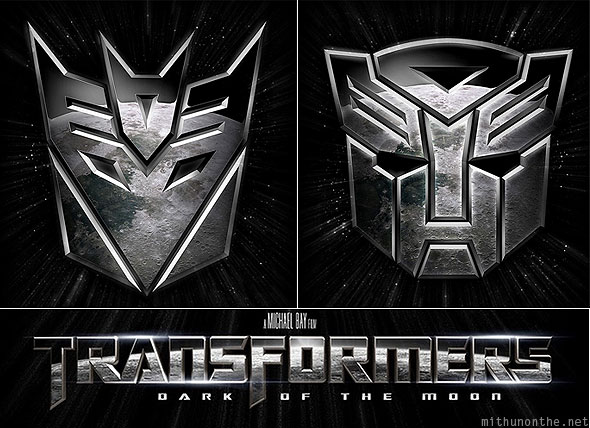 A MICHAEL BAY FILM
TRANSFORMERS
DARK OF THE MOON
mithunonthe.net